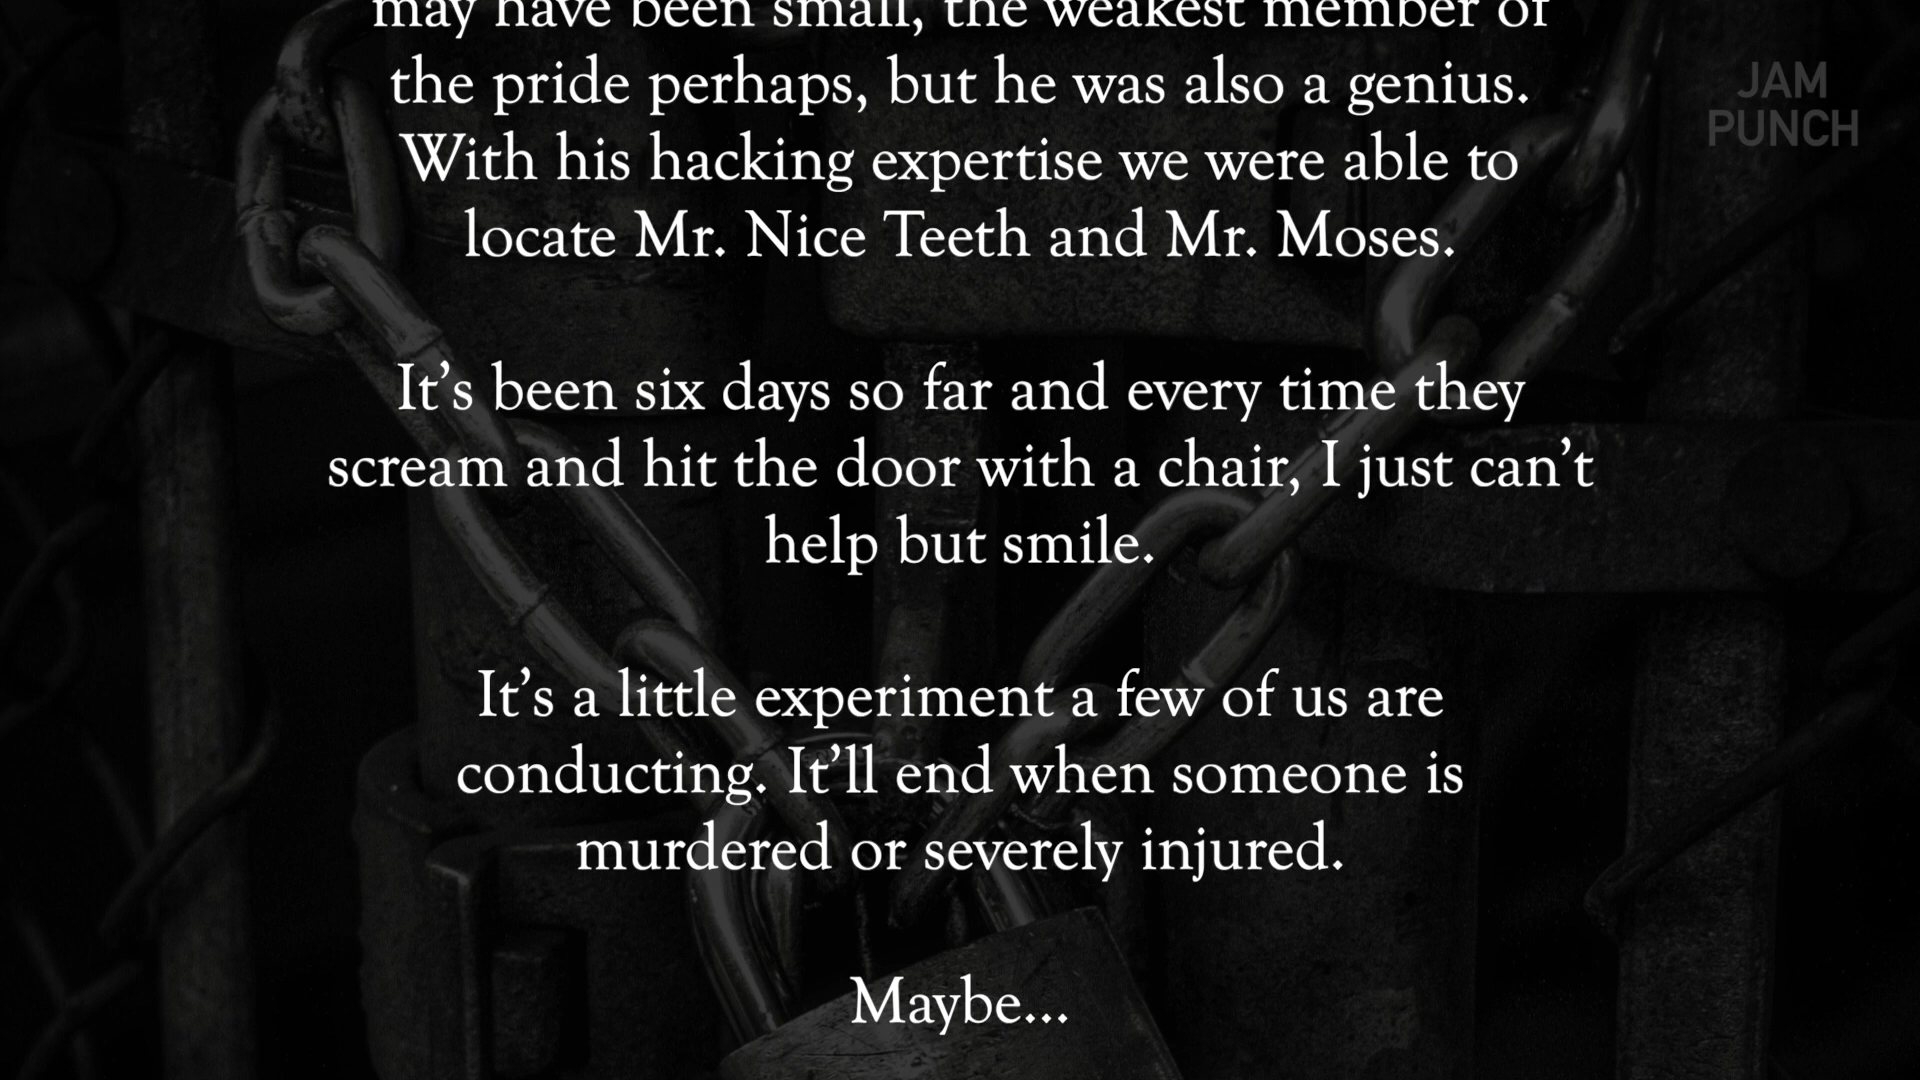 may have been small, the weakest member of
the pride perhaps, but he was also a genius.
With his hacking expertise we were able to
locate Mr. Nice Teeth and Mr. Moses.
It’s been six days so far and every time they
scream and hit the door with a chair, I just can’t
help but smile.
It’s a little experiment a few of us are
conducting. It’ll end when someone is
murdered or severely injured.
Maybe...
JAM
PUNCH